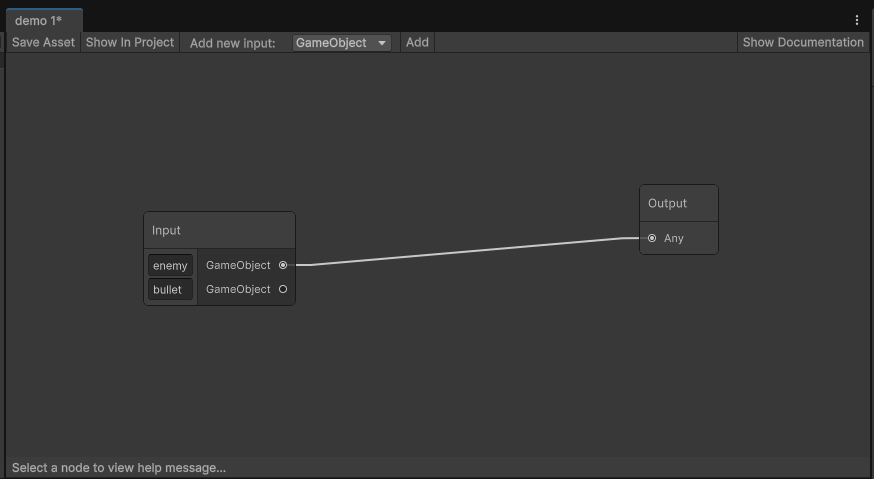 demo 1*
Save Asset Show In Project Add new input: GameObject Add Show Documentation
Output
Any
Input
enemy GameObject
bullet GameObject
Select a node to view help message...